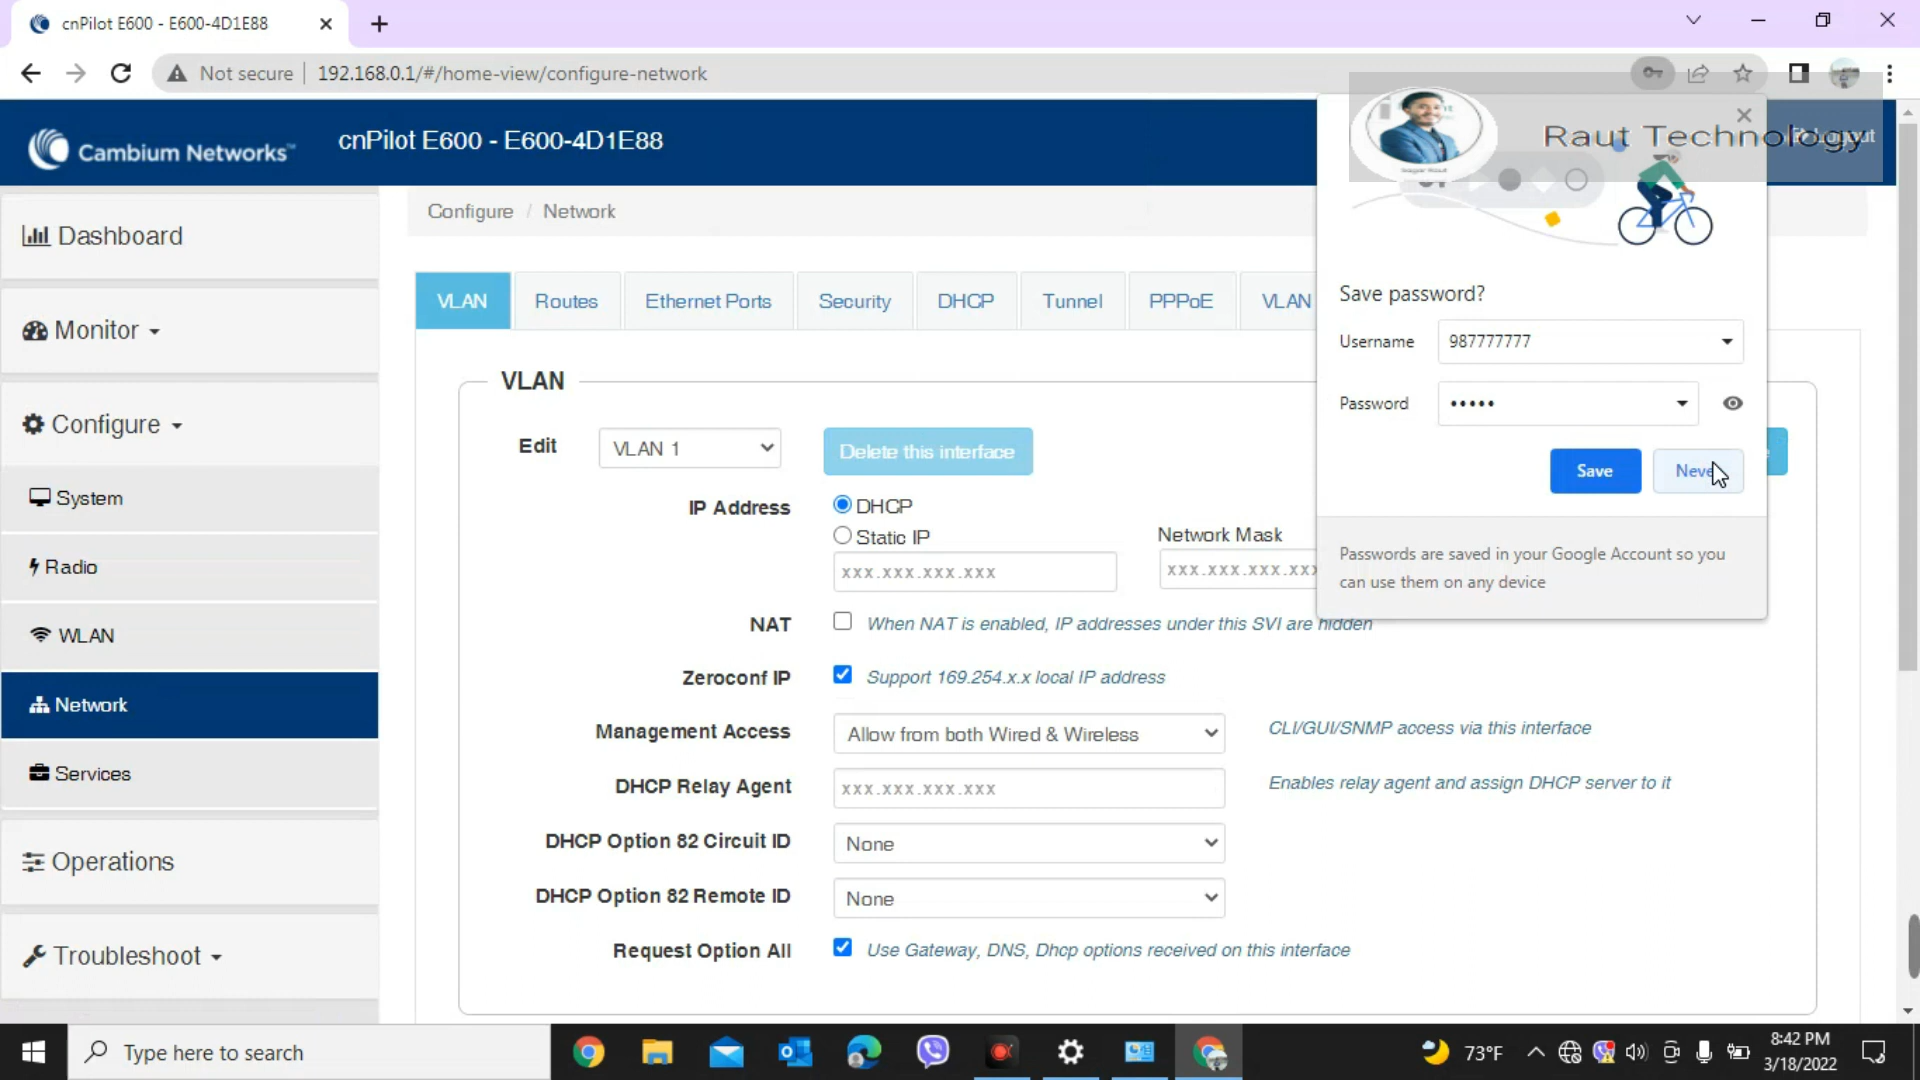 cnPilot E600 - E600-4D1E88
Not secure
192.168.0.1/#/home-view/configure-network
Cambium Networks™
cnPilot E600 - E600-4D1E88
Raut Technology
Logout
Dashboard
Monitor
Configure
System
Radio
WLAN
Network
Services
Operations
Troubleshoot
Configure / Network
VLAN
Routes
Ethernet Ports
Security
DHCP
Tunnel
PPPoE
VLAN
VLAN
Edit
VLAN 1
Delete this interface
IP Address
DHCP
Static IP
Network Mask
xxx.xxx.xxx.xxx
xxx.xxx.xxx.xxx
NAT
When NAT is enabled, IP addresses under this SVI are hidden
Zeroconf IP
Support 169.254.x.x local IP address
Management Access
Allow from both Wired & Wireless
CLI/GUI/SNMP access via this interface
DHCP Relay Agent
xxx.xxx.xxx.xxx
Enables relay agent and assign DHCP server to it
DHCP Option 82 Circuit ID
None
DHCP Option 82 Remote ID
None
Request Option All
Use Gateway, DNS, Dhcp options received on this interface
Save password?
Username
987777777
Password
•••••
Save
Never
Passwords are saved in your Google Account so you
can use them on any device
Type here to search
73°F
8:42 PM
3/18/2022